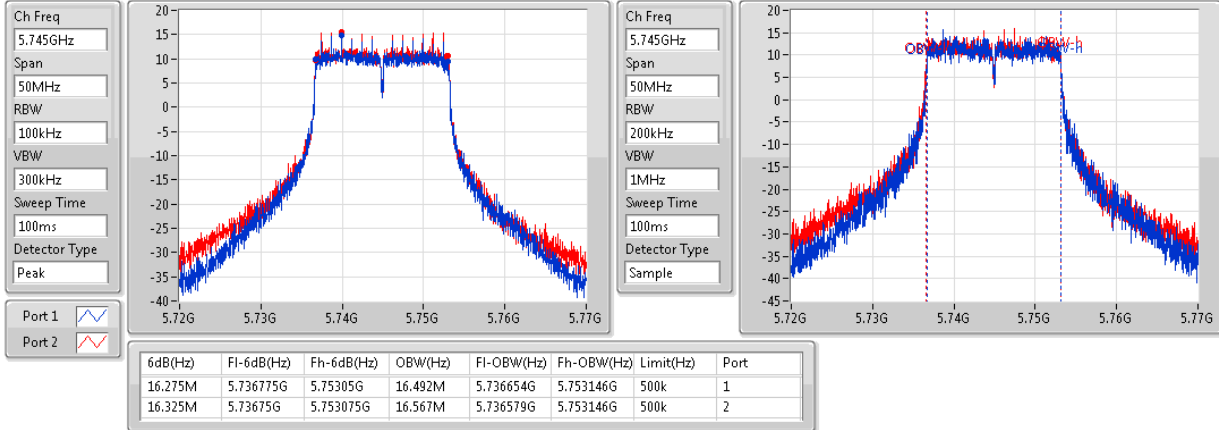 Ch Freq
5.745GHz
Span
50MHz
RBW
100kHz
VBW
300kHz
Sweep Time
100ms
Detector Type
Peak
Port 1
Port 2
20
15
10
5
0
-5
-10
-15
-20
-25
-30
-35
-40
5.72G 5.73G 5.74G 5.75G 5.76G 5.77G
Ch Freq
5.745GHz
Span
50MHz
RBW
200kHz
VBW
1MHz
Sweep Time
100ms
Detector Type
Sample
20
15
10
5
0
-5
-10
-15
-20
-25
-30
-35
-40
-45
5.72G 5.73G 5.74G 5.75G 5.76G 5.77G
6dB(Hz) Fl-6dB(Hz) Fh-6dB(Hz) OBW(Hz) Fl-OBW(Hz) Fh-OBW(Hz) Limit(Hz) Port
16.275M 5.736775G 5.75305G 16.492M 5.736654G 5.753146G 500k 1
16.325M 5.73675G 5.753075G 16.567M 5.736579G 5.753146G 500k 2